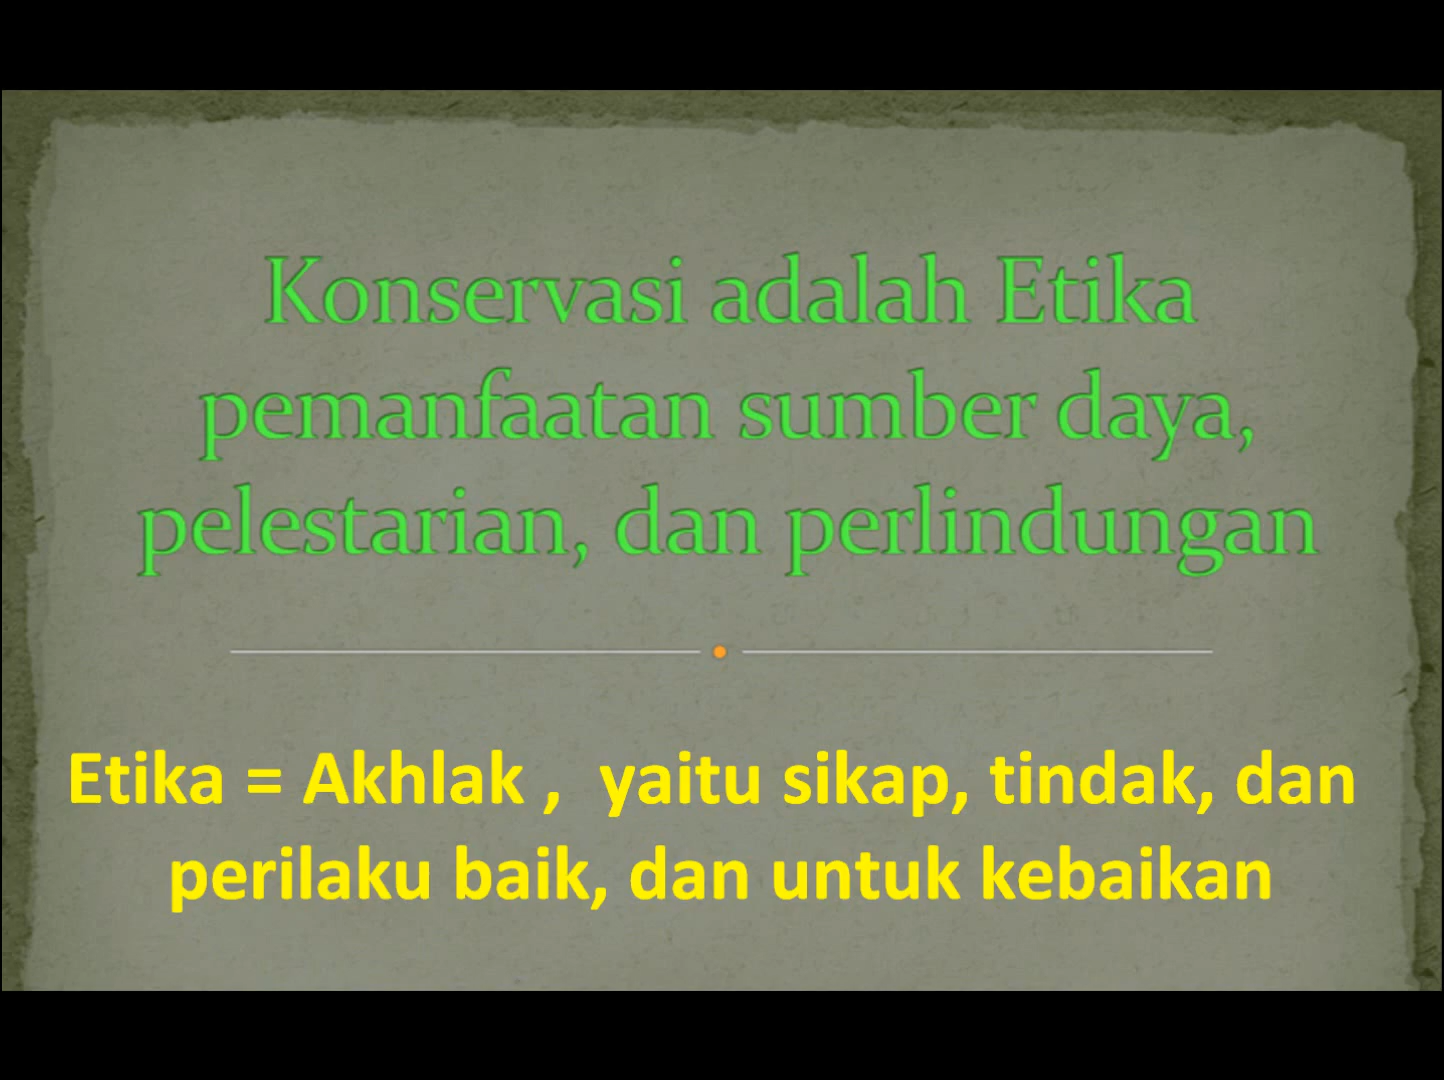 Konservasi adalah Etika
pemanfaatan sumber daya,
pelestarian, dan perlindungan
Etika = Akhlak ,  yaitu sikap, tindak, dan
perilaku baik, dan untuk kebaikan